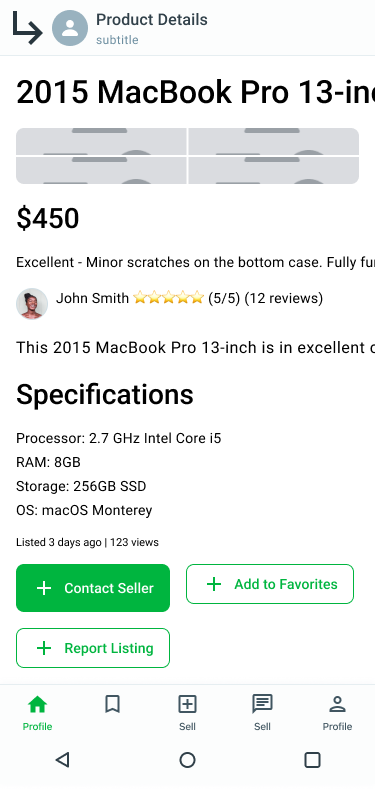 Product Details
subtitle
2015 MacBook Pro 13-in
$450
Excellent - Minor scratches on the bottom case. Fully fu
John Smith ⭐⭐⭐⭐⭐ (5/5) (12 reviews)
This 2015 MacBook Pro 13-inch is in excellent
Specifications
Processor: 2.7 GHz Intel Core i5
RAM: 8GB
Storage: 256GB SSD
OS: macOS Monterey
Listed 3 days ago | 123 views
Contact Seller
Add to Favorites
Report Listing
Profile
Sell
Sell
Profile